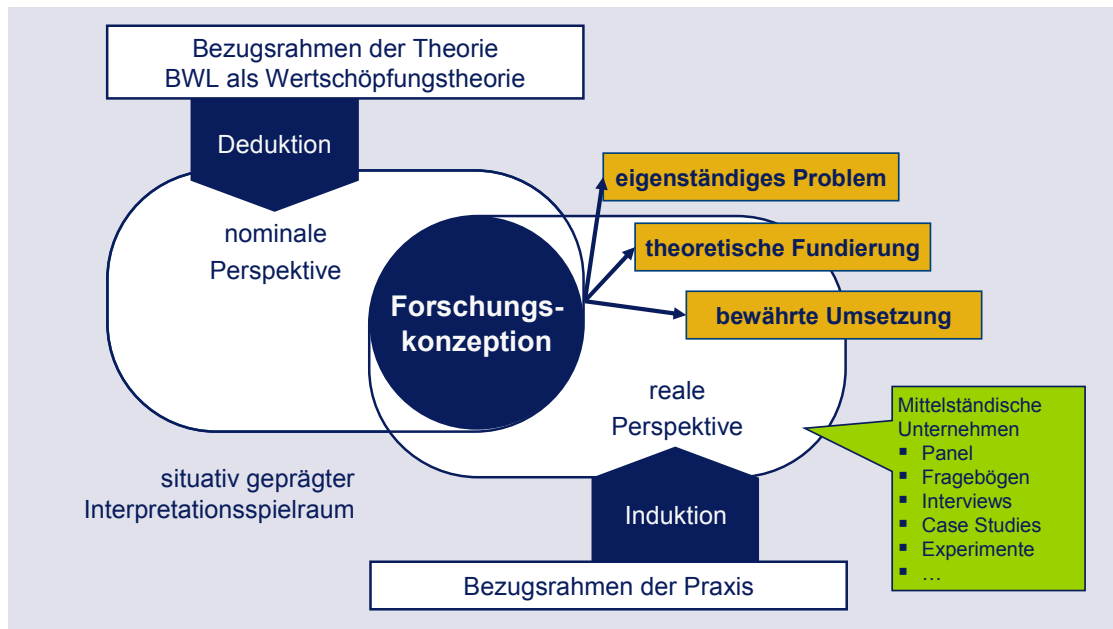 Bezugsrahmen der Theorie
BWL als Wertschöpfungstheorie
Deduktion
nominale
Perspektive
eigenständiges Problem
theoretische Fundierung
bewährte Umsetzung
Forschungs-
konzeption
reale
Perspektive
Mittelständische
Unternehmen
▪ Panel
▪ Fragebögen
▪ Interviews
▪ Case Studies
▪ Experimente
▪ …
situativ geprägter
Interpretationsspielraum
Induktion
Bezugsrahmen der Praxis